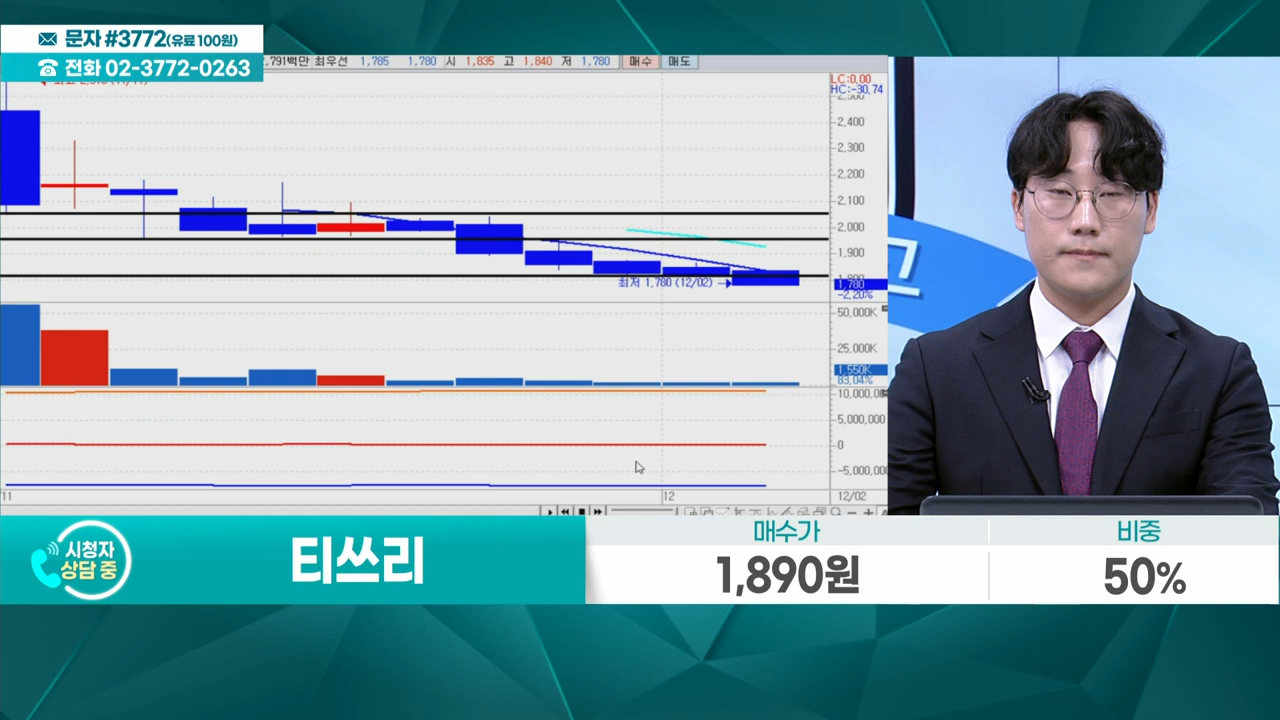 문자 #3772(유료 100원)
전화 02-3772-0263
791백만 최우선 1,785 1,780 시 1,835 고 1,840 저 1,780 매수 매도
LC:0.00
HC:-30.74
2,400
2,300
2,200
2,100
2,000
1,900
1,780
-2.20%
최저 1,780 (12/02) →
50,000K
25,000K
1,550K
83.04%
10,000,00
5,000,000
0
-5,000,000
11
12
12/02
고
시청자
상담 중
티쓰리
매수가
1,890원
비중
50%